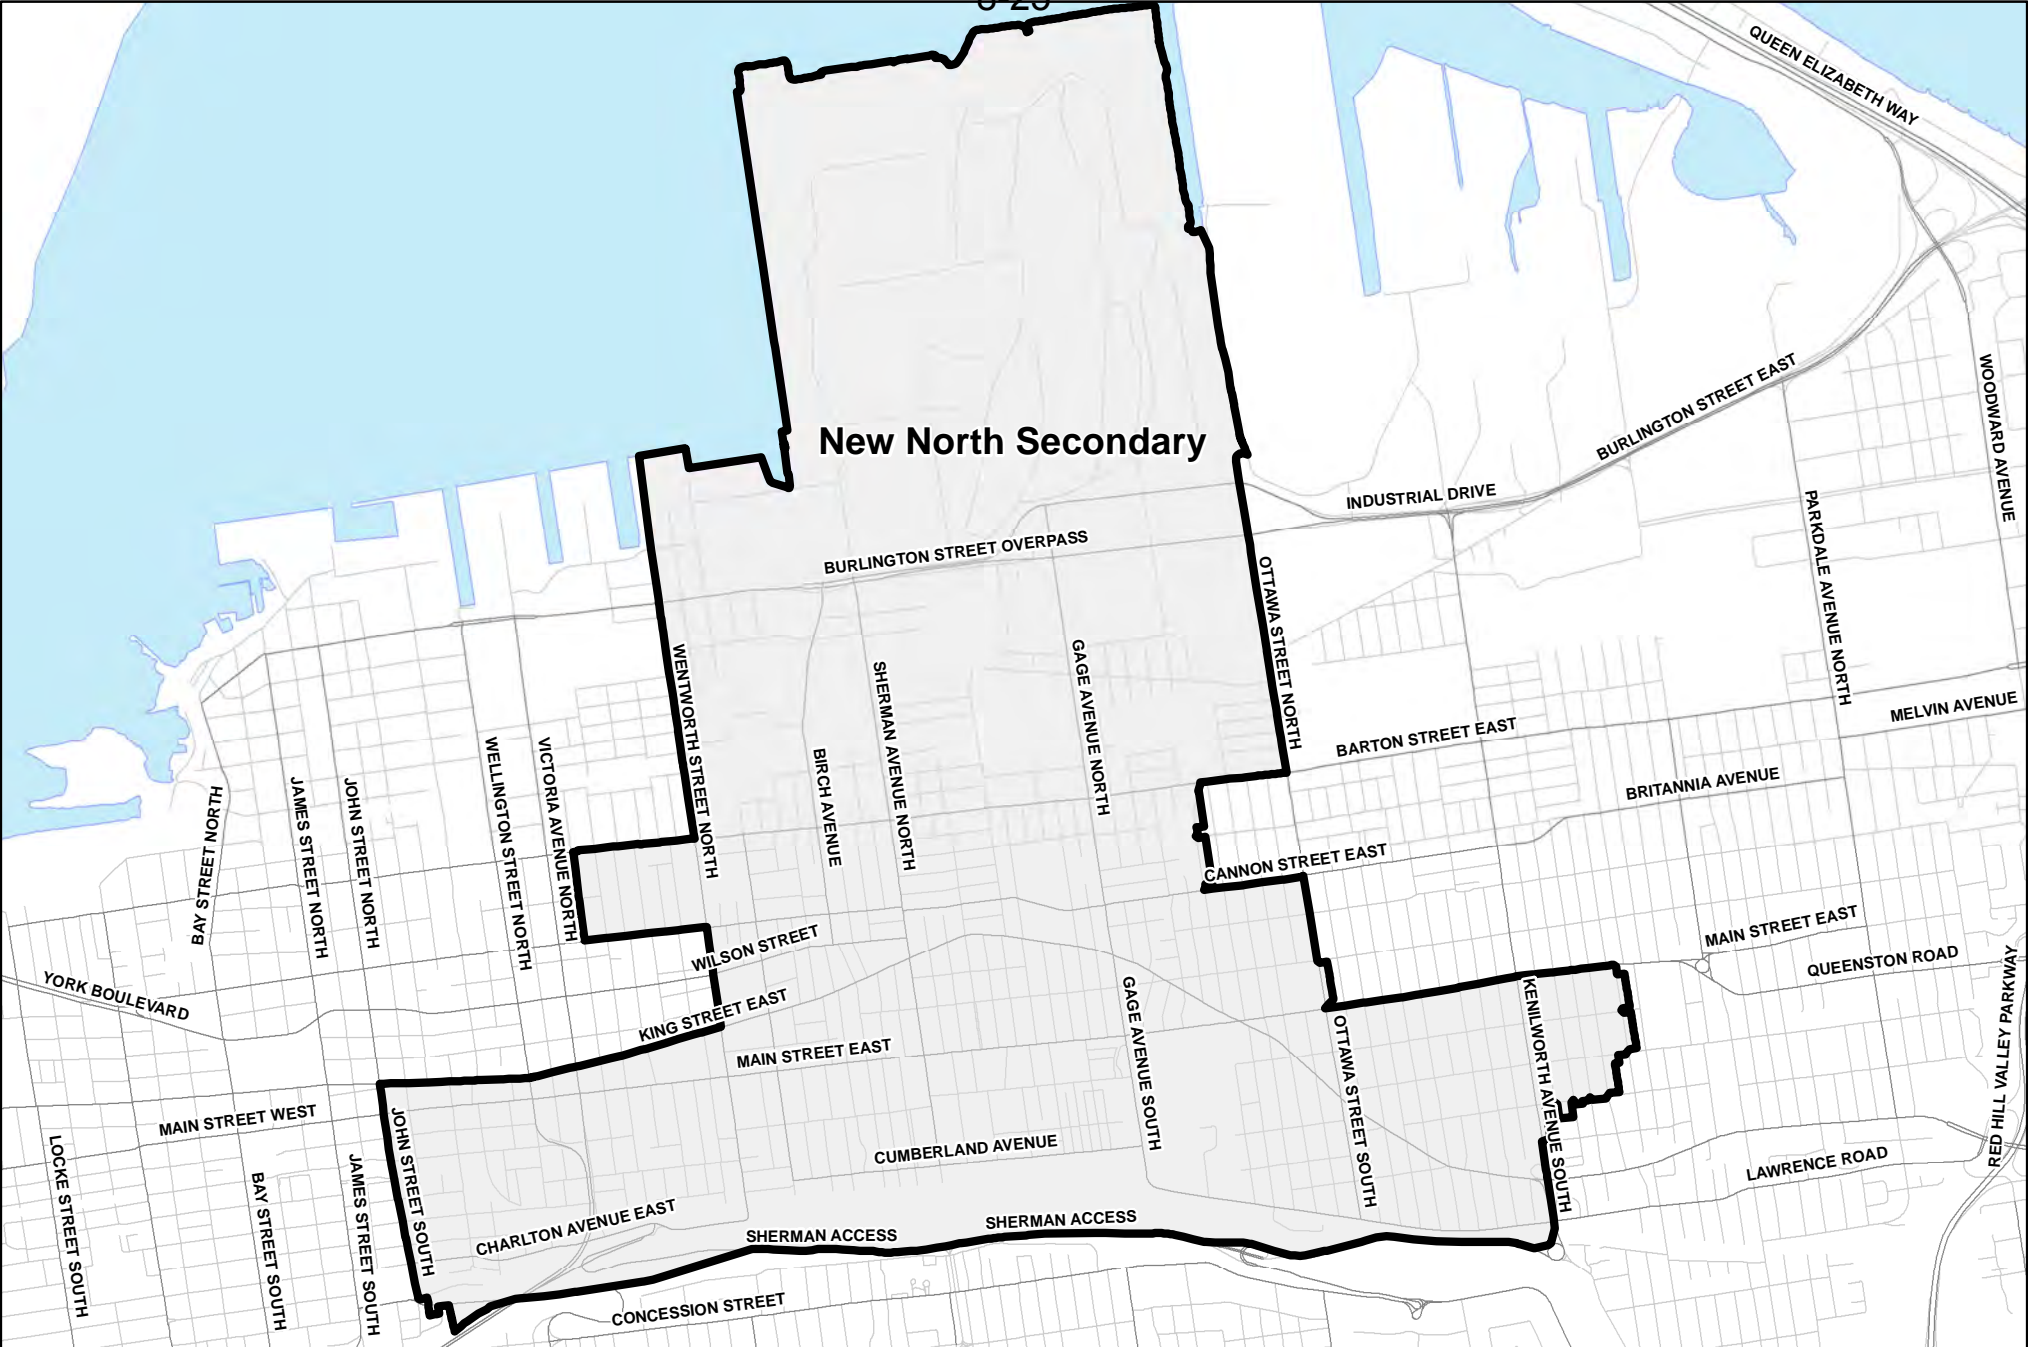 QUEEN ELIZABETH WAY
New North Secondary
BURLINGTON STREET EAST
WOODWARD AVENUE
INDUSTRIAL DRIVE
PARKDALE AVENUE NORTH
BURLINGTON STREET OVERPASS
OTTAWA STREET NORTH
WENTWORTH STREET NORTH
SHERMAN AVENUE NORTH
GAGE AVENUE NORTH
MELVIN AVENUE
BARTON STREET EAST
BRITANNIA AVENUE
BIRCH AVENUE
WELLINGTON STREET NORTH
VICTORIA AVENUE NORTH
JAMES STREET NORTH
JOHN STREET NORTH
BAY STREET NORTH
CANNON STREET EAST
MAIN STREET EAST
QUEENSTON ROAD
WILSON STREET
YORK BOULEVARD
KING STREET EAST
MAIN STREET EAST
GAGE AVENUE SOUTH
OTTAWA STREET SOUTH
KENILWORTH AVENUE SOUTH
RED HILL VALLEY PARKWAY
MAIN STREET WEST
JOHN STREET SOUTH
LOCKE STREET SOUTH
BAY STREET SOUTH
JAMES STREET SOUTH
CUMBERLAND AVENUE
LAWRENCE ROAD
CHARLTON AVENUE EAST
SHERMAN ACCESS
SHERMAN ACCESS
CONCESSION STREET